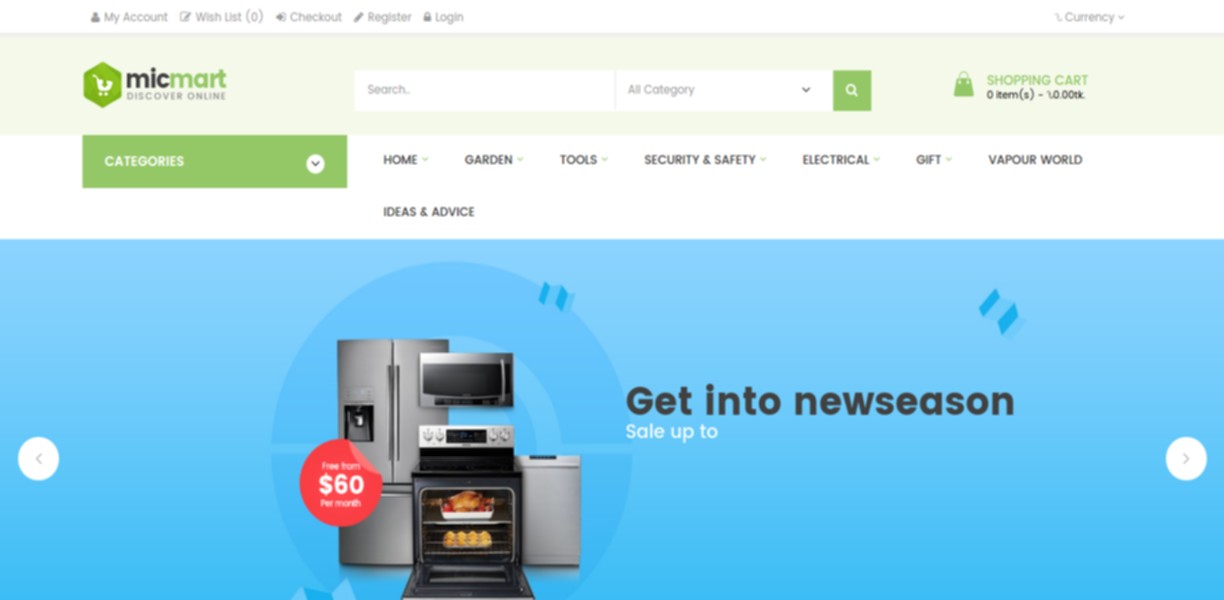 My Account Wish List (0) Checkout Register Login
Currency
micmart
DISCOVER ONLINE
Search..
All Category
SHOPPING CART
0 item(s) - 0.00tk.
CATEGORIES
HOME GARDEN TOOLS SECURITY & SAFETY ELECTRICAL GIFT VAPOUR WORLD
IDEAS & ADVICE
Get into newseason
Sale up to
Free from
$60
Per month